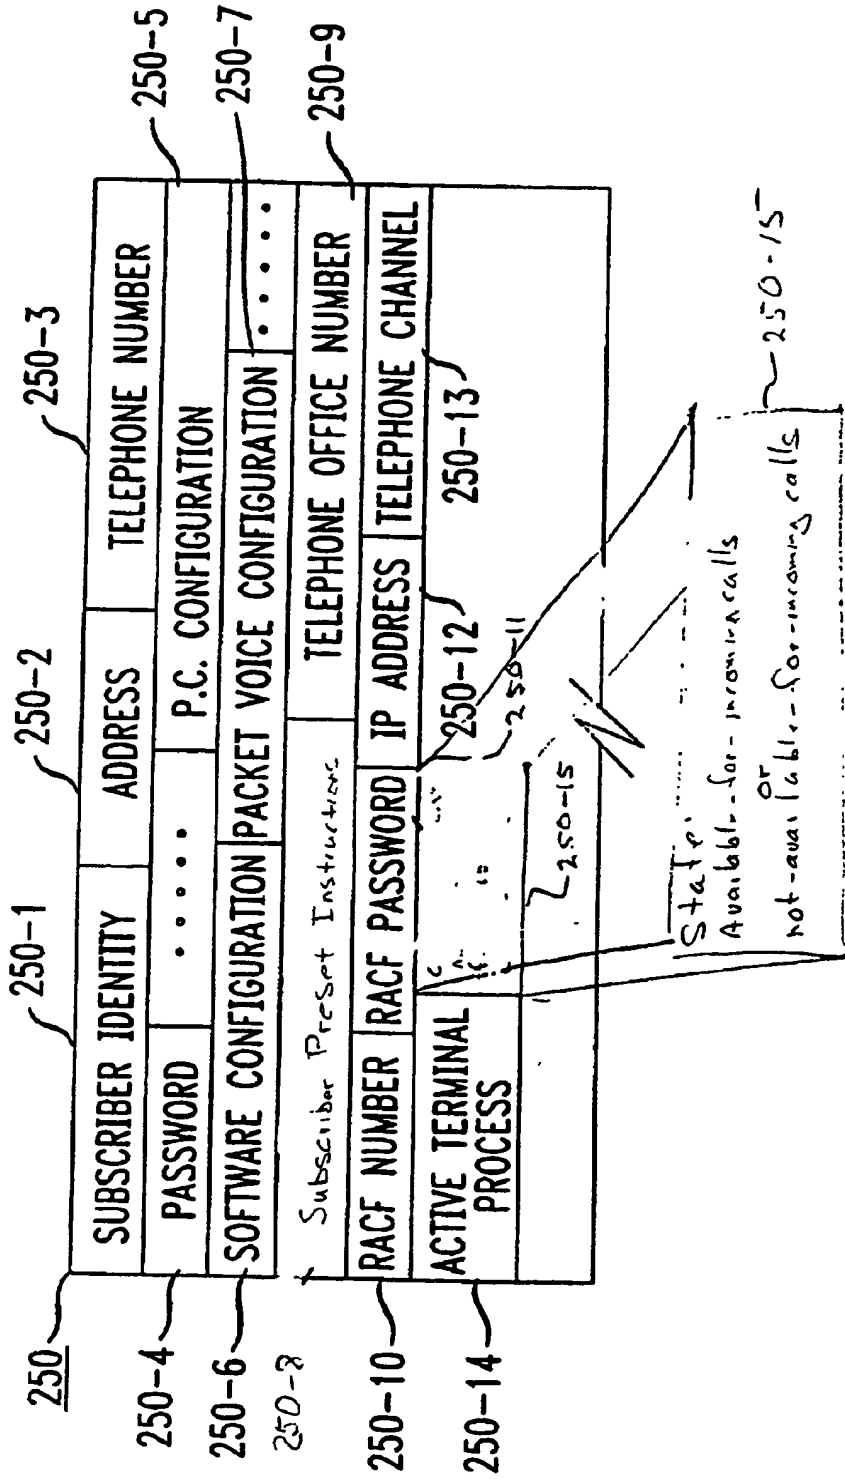 250
250-1
250-2
250-3
SUBSCRIBER IDENTITY
ADDRESS
TELEPHONE NUMBER
250-4
PASSWORD
.....
P.C. CONFIGURATION
250-5
250-6
SOFTWARE CONFIGURATION
PACKET VOICE CONFIGURATION
.....
250-7
250-8
Subscriber Preset Instructions
TELEPHONE OFFICE NUMBER
250-9
250-10
RACF NUMBER
RACF PASSWORD
IP ADDRESS
TELEPHONE CHANNEL
250-12
250-13
250-11
250-14
ACTIVE TERMINAL
PROCESS
250-15
State:
Available-for-incoming calls
or
not-available-for-incoming calls
250-15